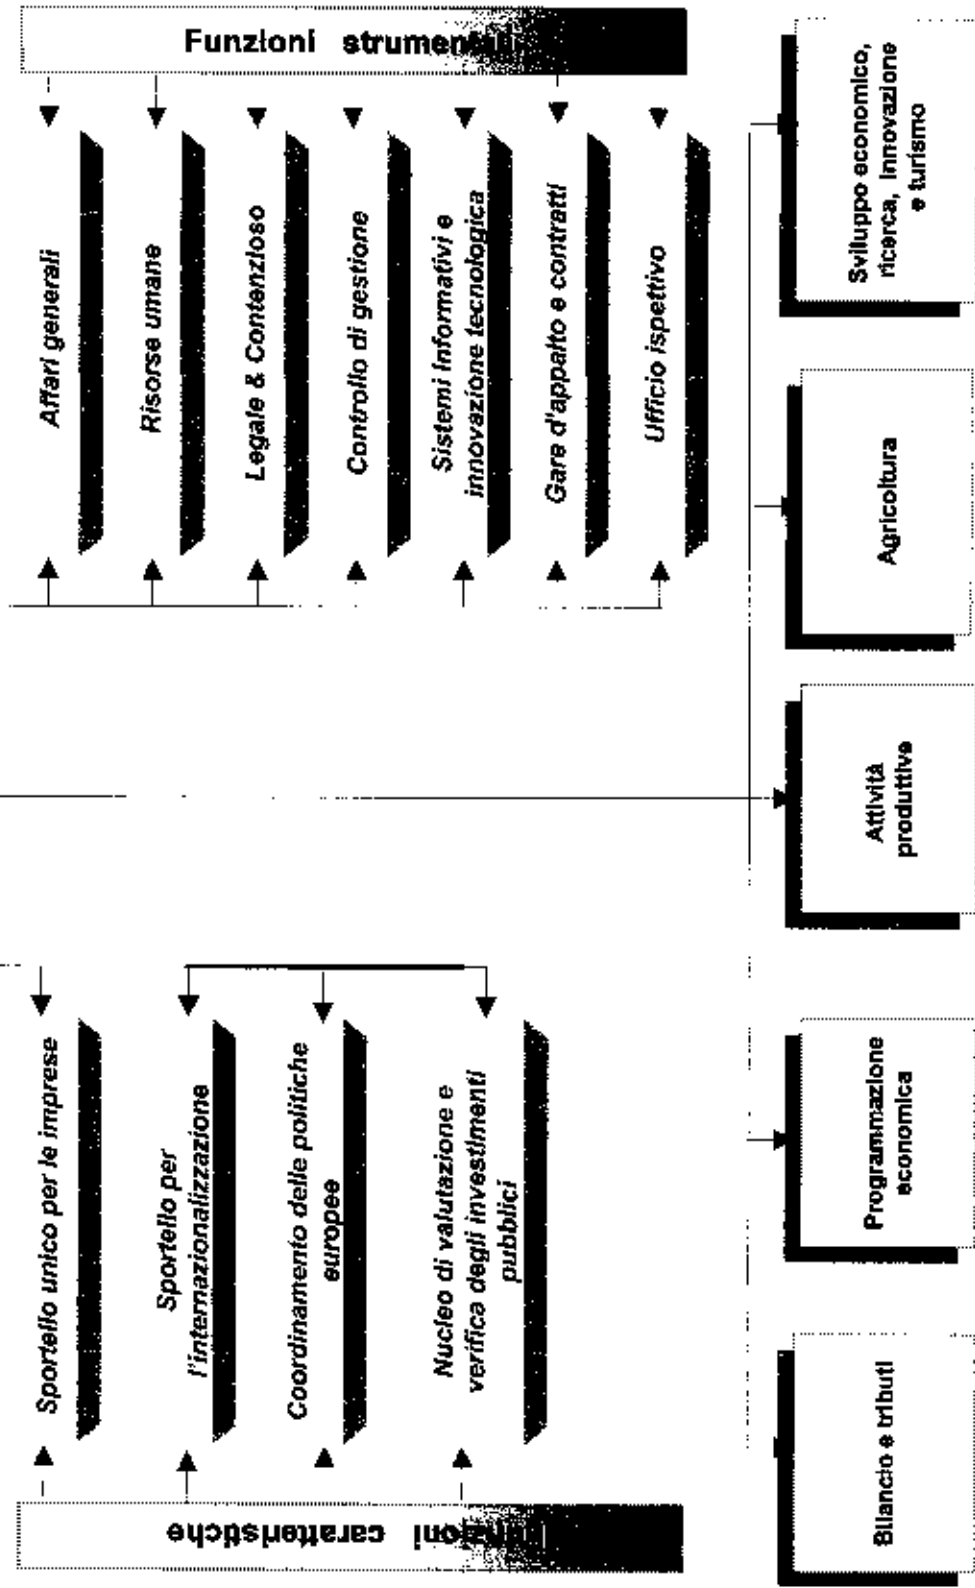 Funzioni strumentali
Affari generali
Risorse umane
Legale & Contenzioso
Controllo di gestione
Sistemi Informativi e
innovazione tecnologica
Gare d'appalto e contratti
Ufficio ispettivo
Funzioni caratteristiche
Sportello unico per le imprese
Sportello per
l'internazionalizzazione
Coordinamento delle politiche
europee
Nucleo di valutazione e
verifica degli investimenti
pubblici
Bilancio e tributi
Programmazione
economica
Attività
produttive
Agricoltura
Sviluppo economico,
ricerca, innovazione
e turismo